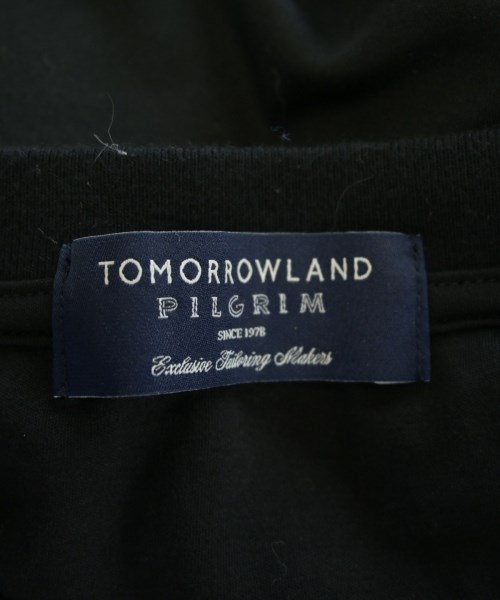 TOMORROWLAND
PILGRIM
SINCE 1978
Exclusive Tailoring Makers